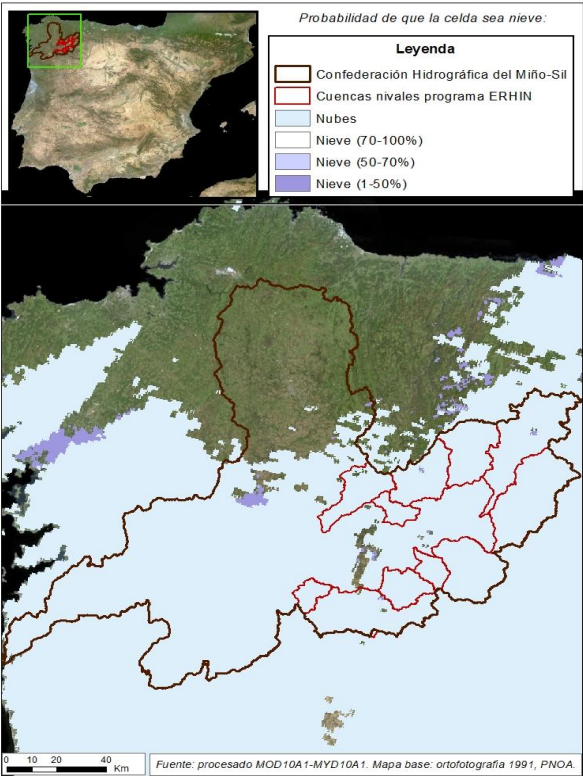 Probabilidad de que la celda sea nieve:
Leyenda
Confederación Hidrográfica del Miño-Sil
Cuencas nivales programa ERHIN
Nubes
Nieve (70-100%)
Nieve (50-70%)
Nieve (1-50%)
0 10 20 40
Km
Fuente: procesado MOD10A1-MYD10A1. Mapa base: ortofotografía 1991, PNOA.